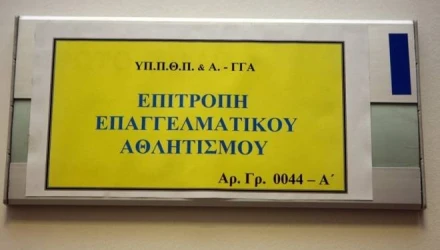 ΥΠ.Π.Θ.Π. & Α. - ΓΓΑ
ΕΠΙΤΡΟΠΗ
ΕΠΑΓΓΕΛΜΑΤΙΚΟΥ
ΑΘΛΗΤΙΣΜΟΥ
Αρ. Γρ. 0044 – Α΄